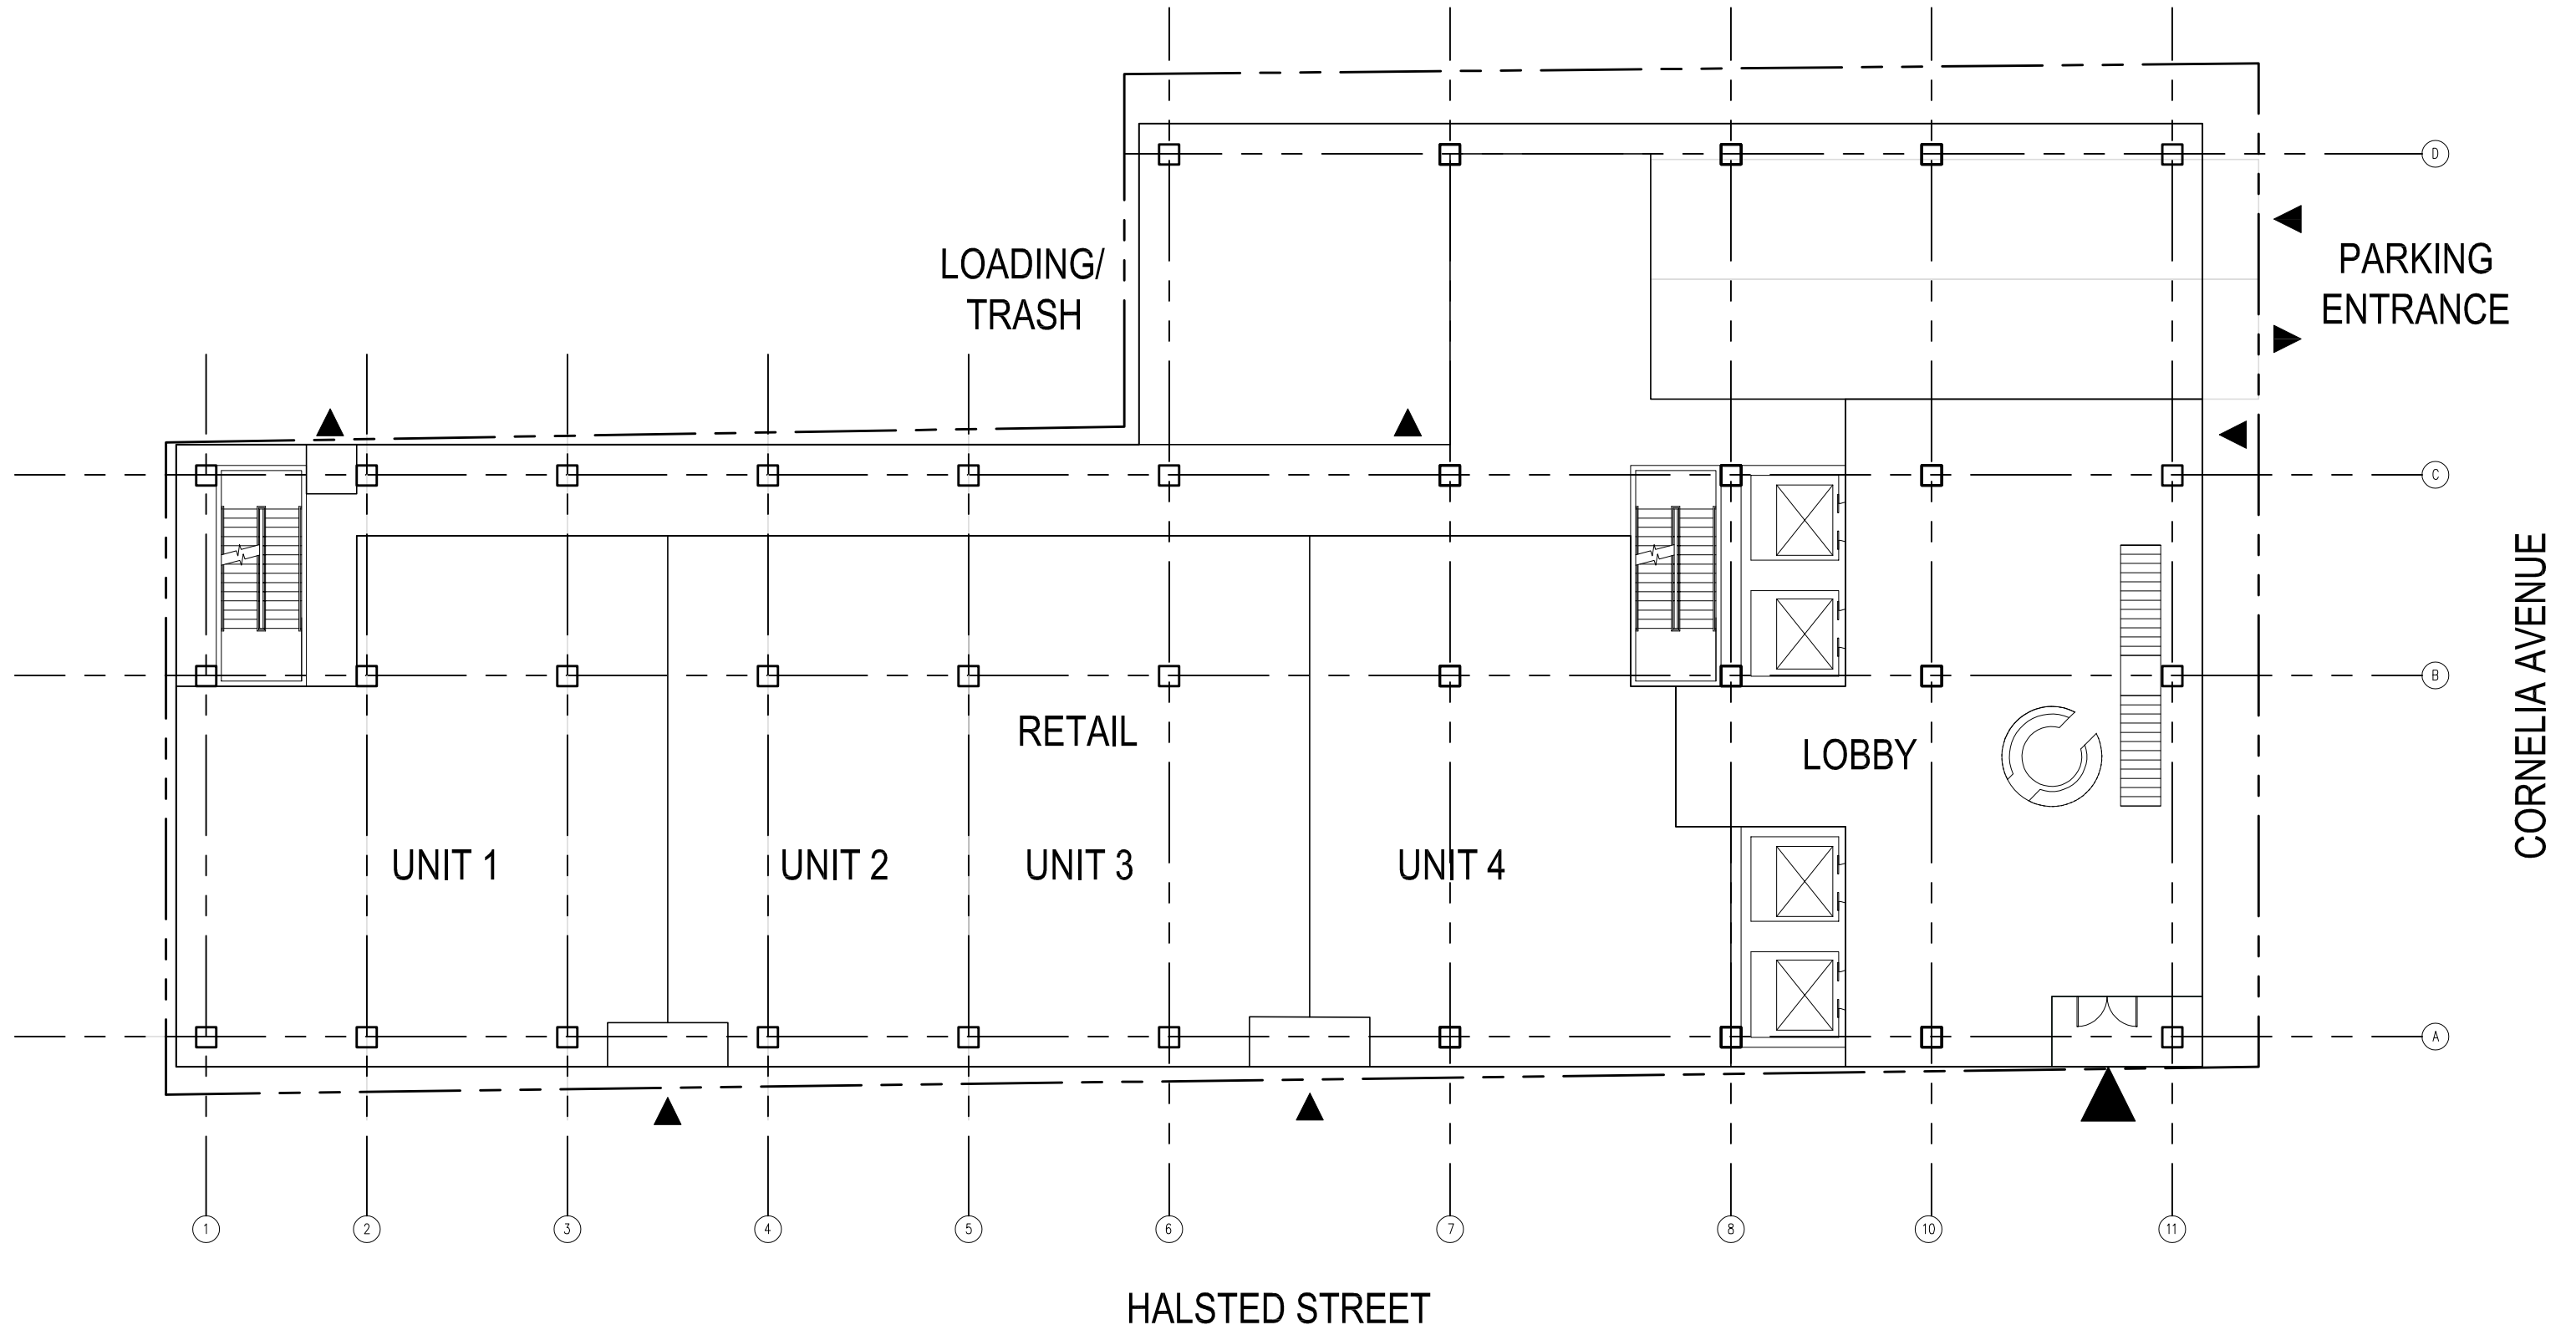 D
LOADING/
TRASH
PARKING
ENTRANCE
C
B
RETAIL
LOBBY
CORNELIA AVENUE
UNIT 1
UNIT 2
UNIT 3
UNIT 4
A
1
2
3
4
5
6
7
8
10
11
HALSTED STREET